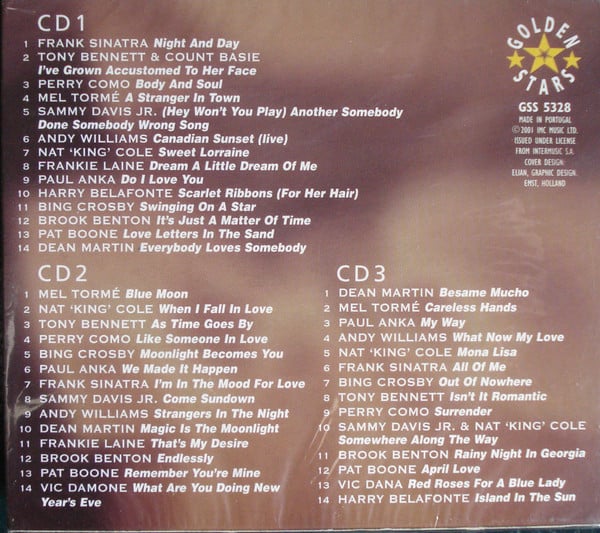 CD1
1 FRANK SINATRA Night And Day
2 TONY BENNETT & COUNT BASIE
I've Grown Accustomed To Her Face
3 PERRY COMO Body And Soul
4 MEL TORMÉ A Stranger In Town
5 SAMMY DAVIS JR. (Hey Won't You Play) Another Somebody
Done Somebody Wrong Song
6 ANDY WILLIAMS Canadian Sunset (live)
7 NAT 'KING' COLE Sweet Lorraine
8 FRANKIE LAINE Dream A Little Dream Of Me
9 PAUL ANKA Do I Love You
10 HARRY BELAFONTE Scarlet Ribbons (For Her Hair)
11 BING CROSBY Swinging On A Star
12 BROOK BENTON It's Just A Matter Of Time
13 PAT BOONE Love Letters In The Sand
14 DEAN MARTIN Everybody Loves Somebody
GOLDEN
STARS
GSS 5328
MADE IN PORTUGAL
©2001 IMC MUSIC LTD.
ISSUED UNDER LICENSE
FROM INTERMUSIC S.A.
COVER DESIGN:
ELJAN, GRAPHIC DESIGN.
EMST, HOLLAND
CD2
1 MEL TORMÉ Blue Moon
2 NAT 'KING' COLE When I Fall In Love
3 TONY BENNETT As Time Goes By
4 PERRY COMO Like Someone In Love
5 BING CROSBY Moonlight Becomes You
6 PAUL ANKA We Made It Happen
7 FRANK SINATRA I'm In The Mood For Love
8 SAMMY DAVIS JR. Come Sundown
9 ANDY WILLIAMS Strangers In The Night
10 DEAN MARTIN Magic Is The Moonlight
11 FRANKIE LAINE That's My Desire
12 BROOK BENTON Endlessly
13 PAT BOONE Remember You're Mine
14 VIC DAMONE What Are You Doing New
Year's Eve
CD3
1 DEAN MARTIN Besame Mucho
2 MEL TORMÉ Careless Hands
3 PAUL ANKA My Way
4 ANDY WILLIAMS What Now My Love
5 NAT 'KING' COLE Mona Lisa
6 FRANK SINATRA All Of Me
7 BING CROSBY Out Of Nowhere
8 TONY BENNETT Isn't It Romantic
9 PERRY COMO Surrender
10 SAMMY DAVIS JR. & NAT 'KING' COLE
Somewhere Along The Way
11 BROOK BENTON Rainy Night In Georgia
12 PAT BOONE April Love
13 VIC DANA Red Roses For A Blue Lady
14 HARRY BELAFONTE Island In The Sun